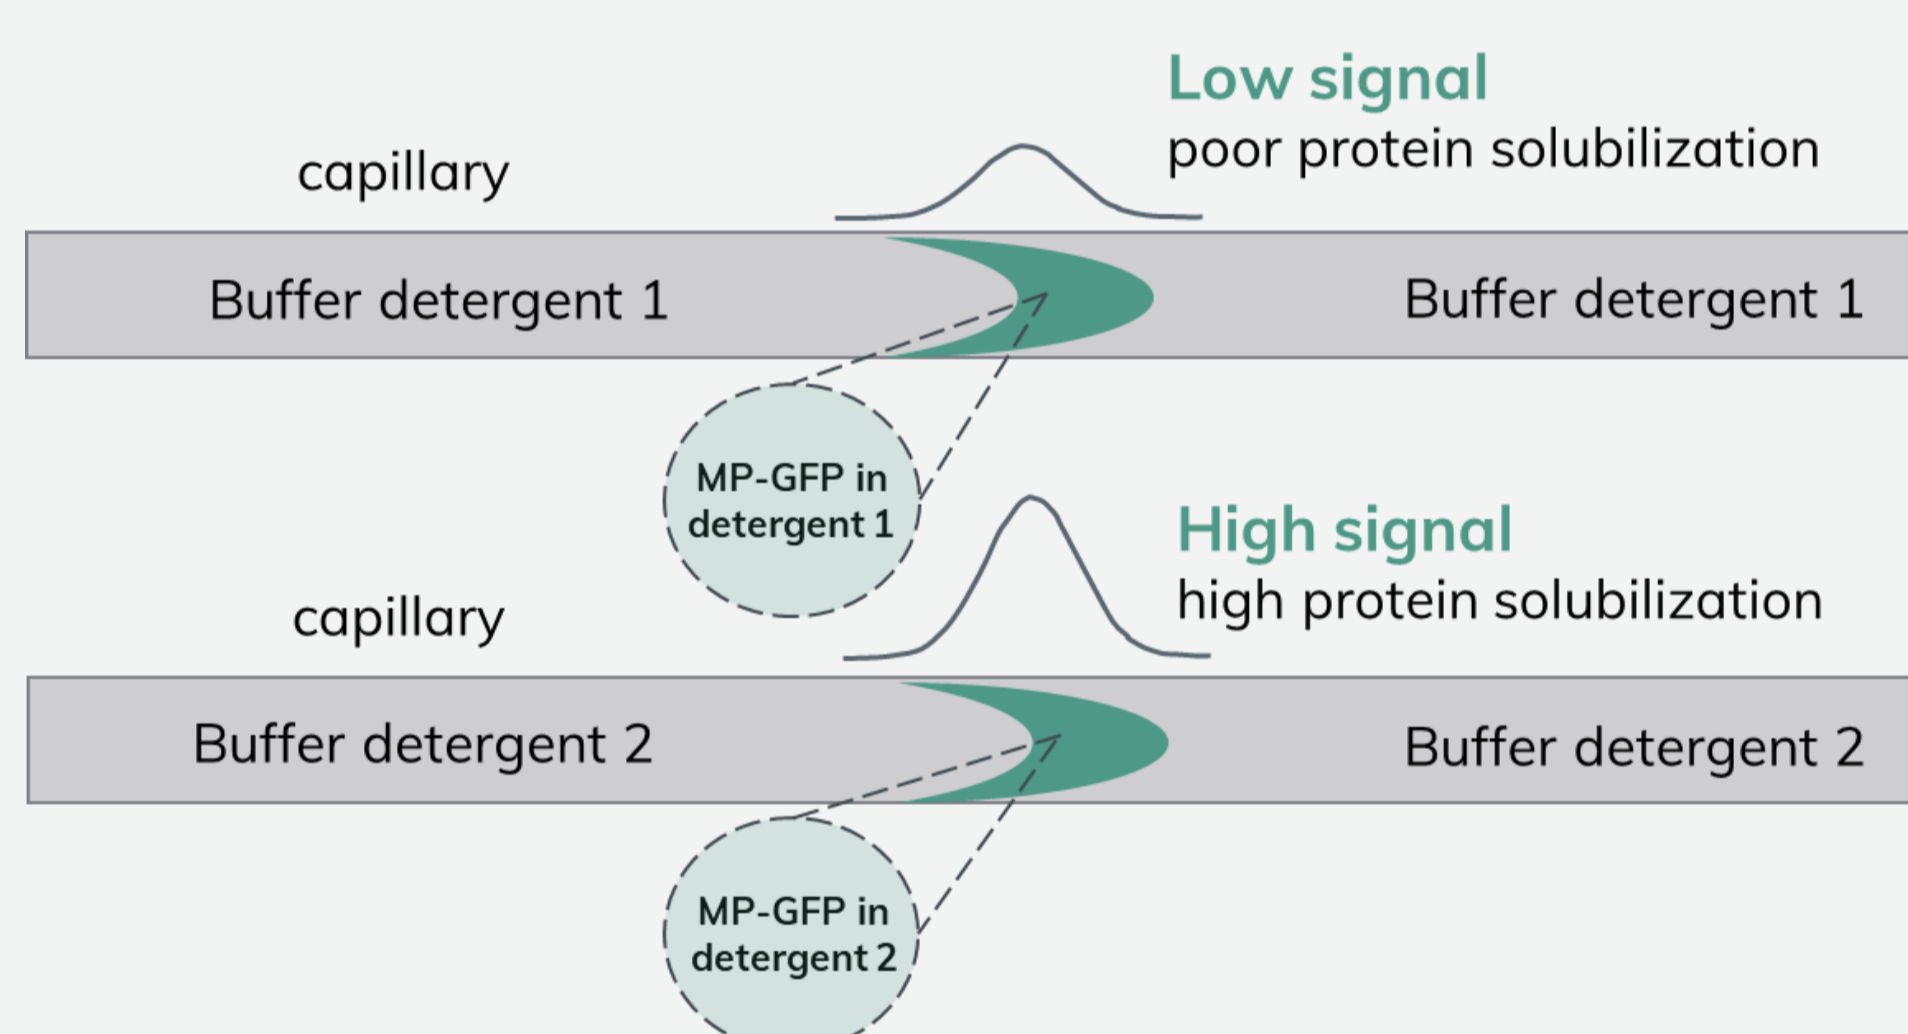 Low signal
poor protein solubilization
capillary
Buffer detergent 1
Buffer detergent 1
MP-GFP in
detergent 1
High signal
high protein solubilization
capillary
Buffer detergent 2
Buffer detergent 2
MP-GFP in
detergent 2